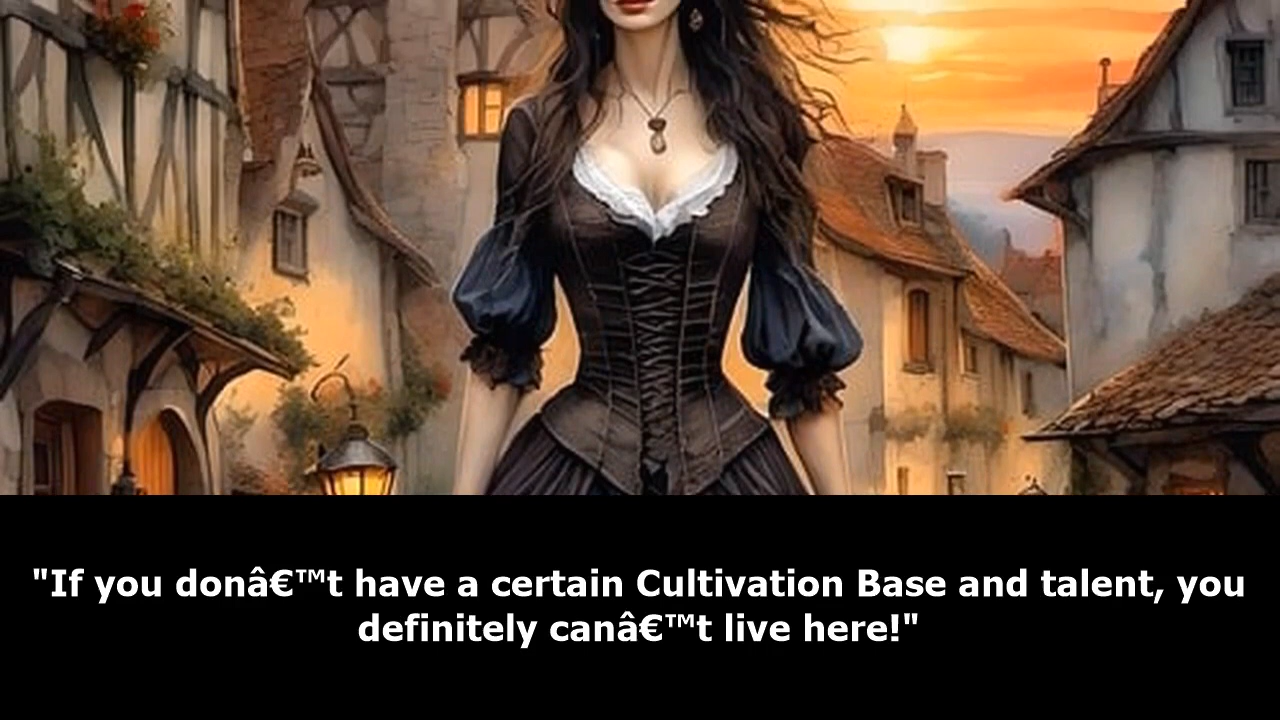 "If you donâ€™t have a certain Cultivation Base and talent, you
definitely canâ€™t live here!"